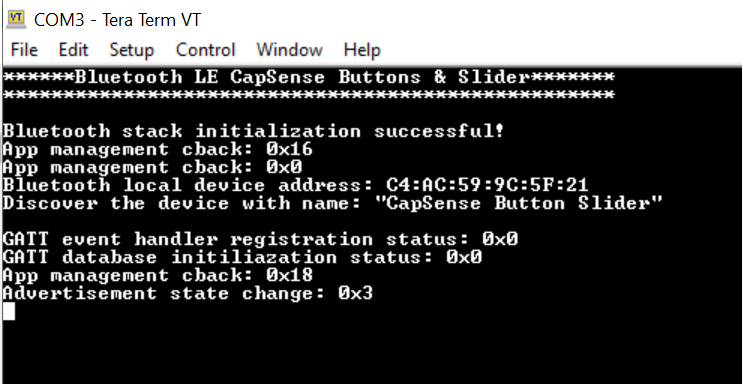 COM3 - Tera Term VT
File Edit Setup Control Window Help
******Bluetooth LE CapSense Buttons & Slider*******
***************************************************
Bluetooth stack initialization successful!
App management cback: 0x16
App management cback: 0x0
Bluetooth local device address: C4:AC:59:9C:5F:21
Discover the device with name: "CapSense Button Slider"
GATT event handler registration status: 0x0
GATT database initiliazation status: 0x0
App management cback: 0x18
Advertisement state change: 0x3